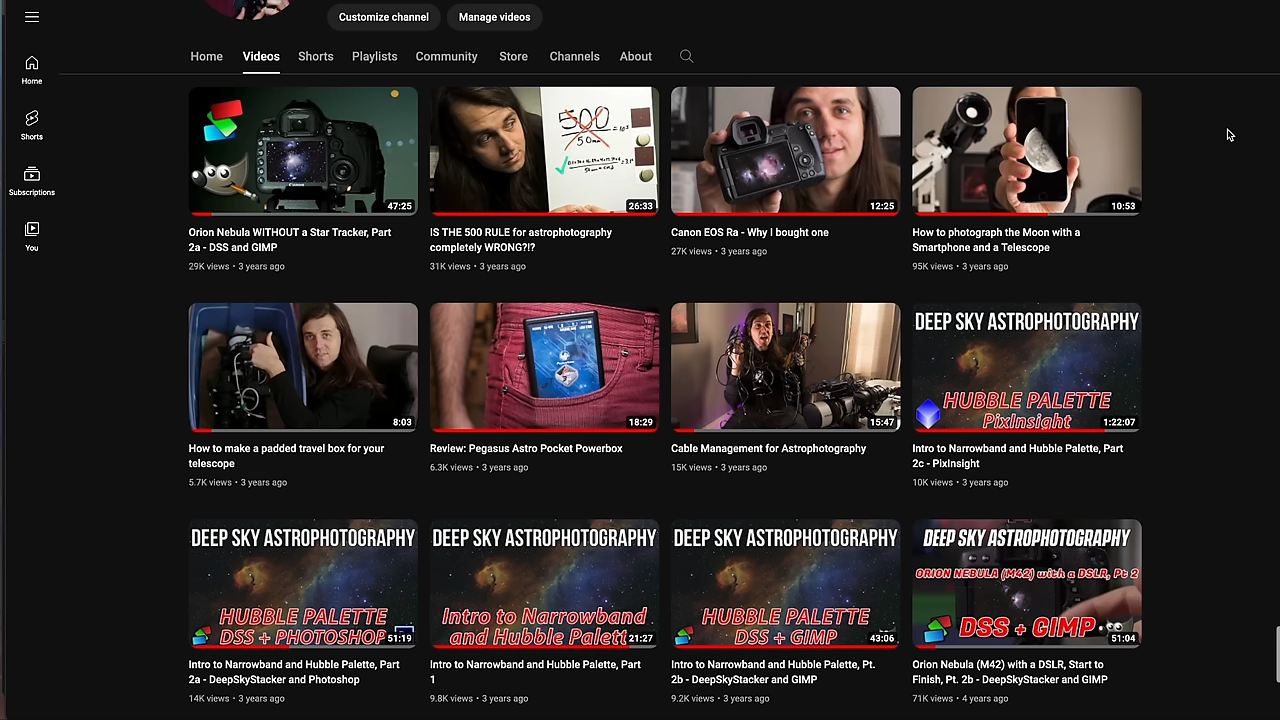 Customize channel
Manage videos
Home
Videos
Shorts
Playlists
Community
Store
Channels
About
Home
Shorts
Subscriptions
You
47:25
Orion Nebula WITHOUT a Star Tracker, Part
2a - DSS and GIMP
29K views • 3 years ago
500
50mm
26:33
IS THE 500 RULE for astrophotography
completely WRONG?!?
31K views • 3 years ago
12:25
Canon EOS Ra - Why I bought one
27K views • 3 years ago
10:53
How to photograph the Moon with a
Smartphone and a Telescope
95K views • 3 years ago
8:03
How to make a padded travel box for your
telescope
5.7K views • 3 years ago
18:29
Review: Pegasus Astro Pocket Powerbox
6.3K views • 3 years ago
15:47
Cable Management for Astrophotography
15K views • 3 years ago
DEEP SKY ASTROPHOTOGRAPHY
HUBBLE PALETTE
PixInsight
1:22:07
Intro to Narrowband and Hubble Palette, Part
2c - PixInsight
10K views • 3 years ago
DEEP SKY ASTROPHOTOGRAPHY
HUBBLE PALETTE
DSS + PHOTOSHOP
51:19
Intro to Narrowband and Hubble Palette, Part
2a - DeepSkyStacker and Photoshop
14K views • 3 years ago
DEEP SKY ASTROPHOTOGRAPHY
Intro to Narrowband
and Hubble Palett
21:27
Intro to Narrowband and Hubble Palette, Part
1
9.8K views • 3 years ago
DEEP SKY ASTROPHOTOGRAPHY
HUBBLE PALETTE
DSS + GIMP
43:06
Intro to Narrowband and Hubble Palette, Pt.
2b - DeepSkyStacker and GIMP
9.2K views • 3 years ago
DEEP SKY ASTROPHOTOGRAPHY
ORION NEBULA (M42) with a DSLR, Pt 2
DSS + GIMP
51:04
Orion Nebula (M42) with a DSLR, Start to
Finish, Pt. 2b - DeepSkyStacker and GIMP
71K views • 4 years ago